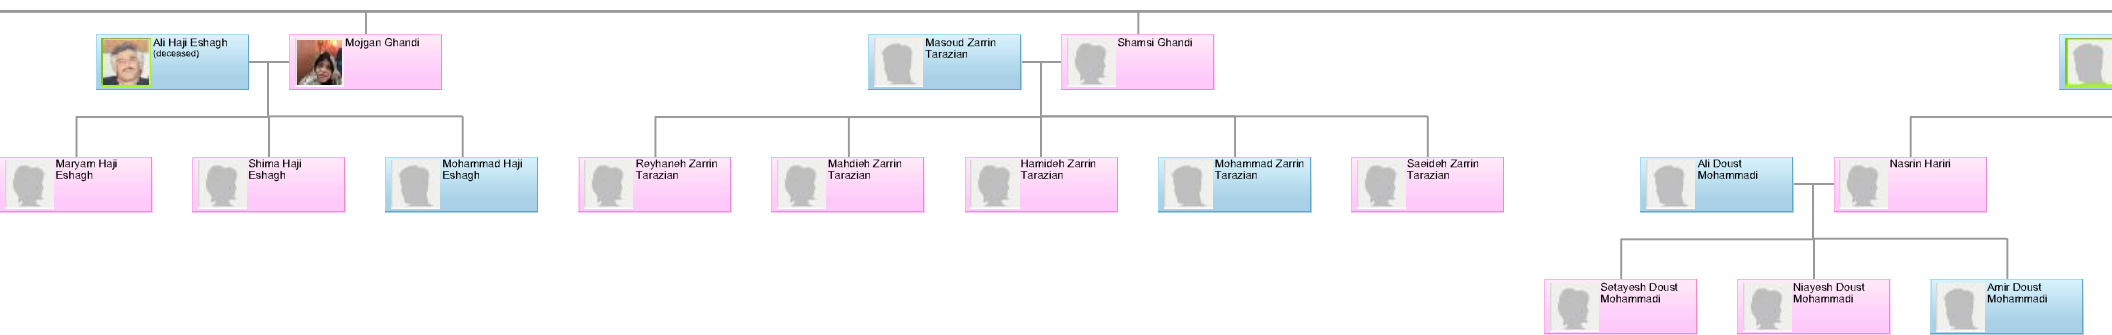 Ali Haji Eshagh
(deceased)
Mojgan Ghandi
Masoud Zarrin
Tarazian
Shamsi Ghandi
Maryam Haji
Eshagh
Shima Haji
Eshagh
Mohammad Haji
Eshagh
Reyhaneh Zarrin
Tarazian
Mahdieh Zarrin
Tarazian
Hamideh Zarrin
Tarazian
Mohammad Zarrin
Tarazian
Saeideh Zarrin
Tarazian
Ali Doust
Mohammadi
Nasrin Hariri
Setayesh Doust
Mohammadi
Niayesh Doust
Mohammadi
Amir Doust
Mohammadi